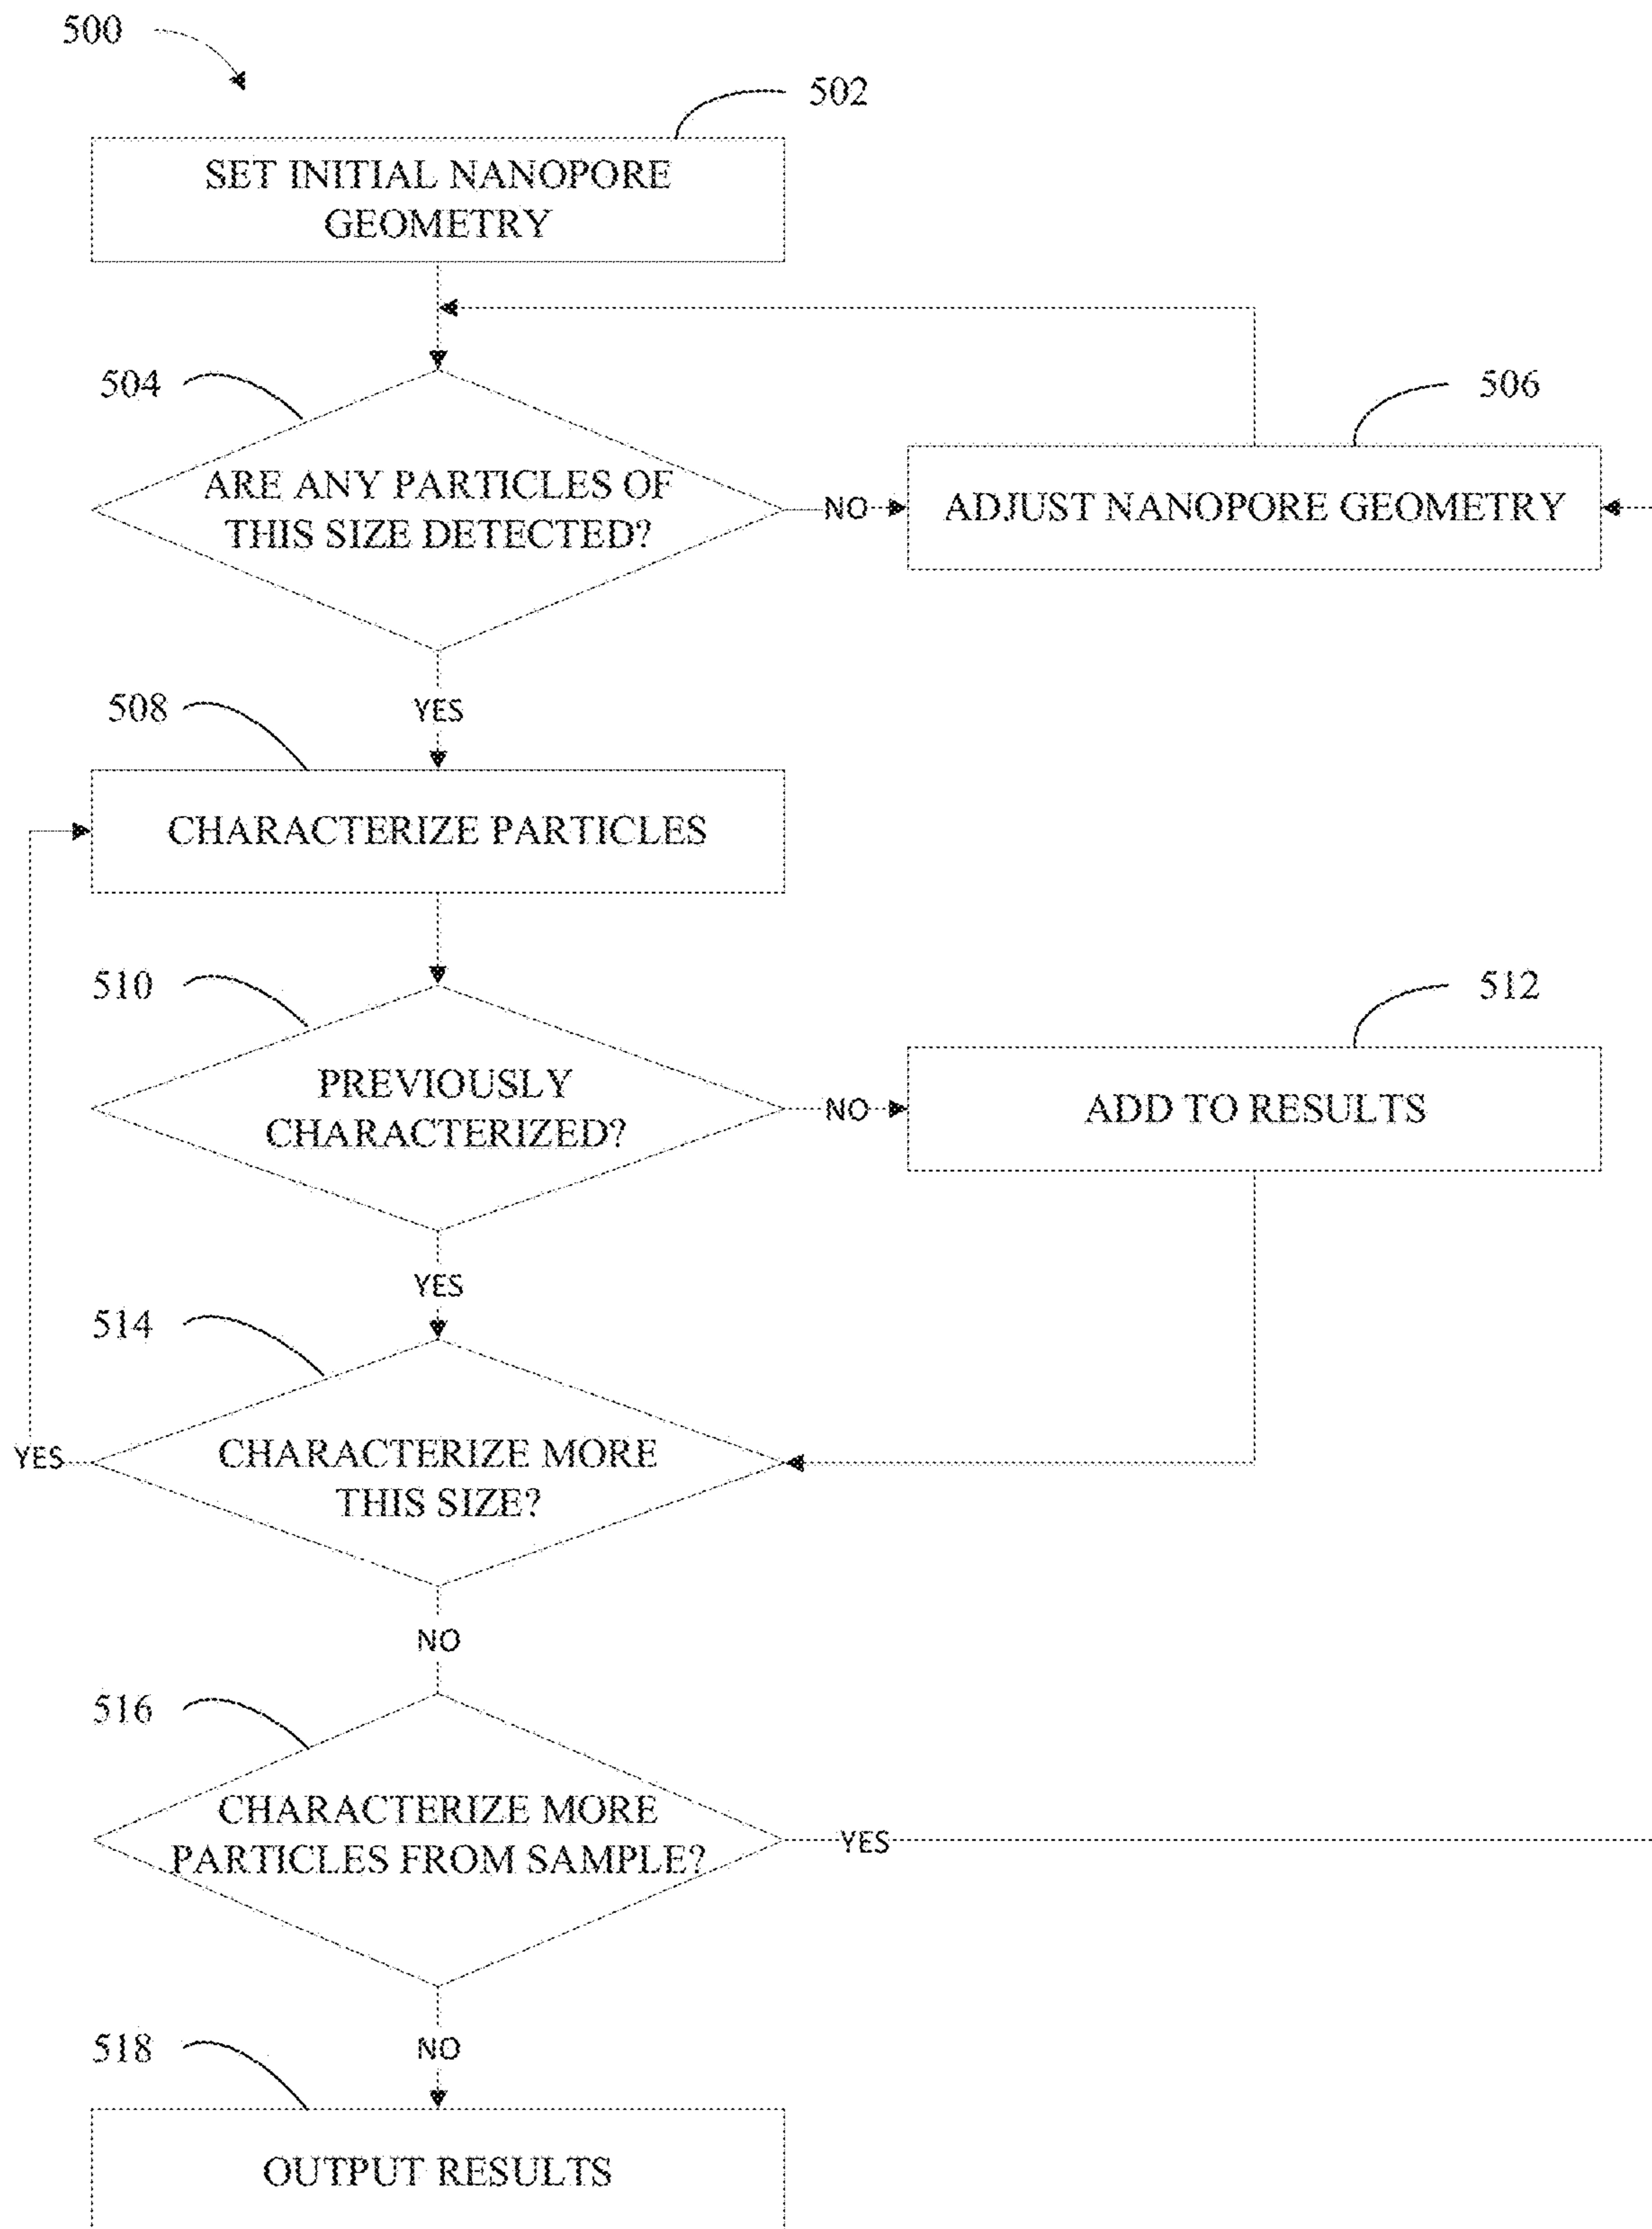 500
502
SET INITIAL NANOPORE
GEOMETRY
504
506
ARE ANY PARTICLES OF
THIS SIZE DETECTED?
NO
ADJUST NANOPORE GEOMETRY
508
YES
CHARACTERIZE PARTICLES
510
512
PREVIOUSLY
CHARACTERIZED?
NO
ADD TO RESULTS
YES
514
YES
CHARACTERIZE MORE
THIS SIZE?
NO
516
CHARACTERIZE MORE
PARTICLES FROM SAMPLE?
YES
518
NO
OUTPUT RESULTS